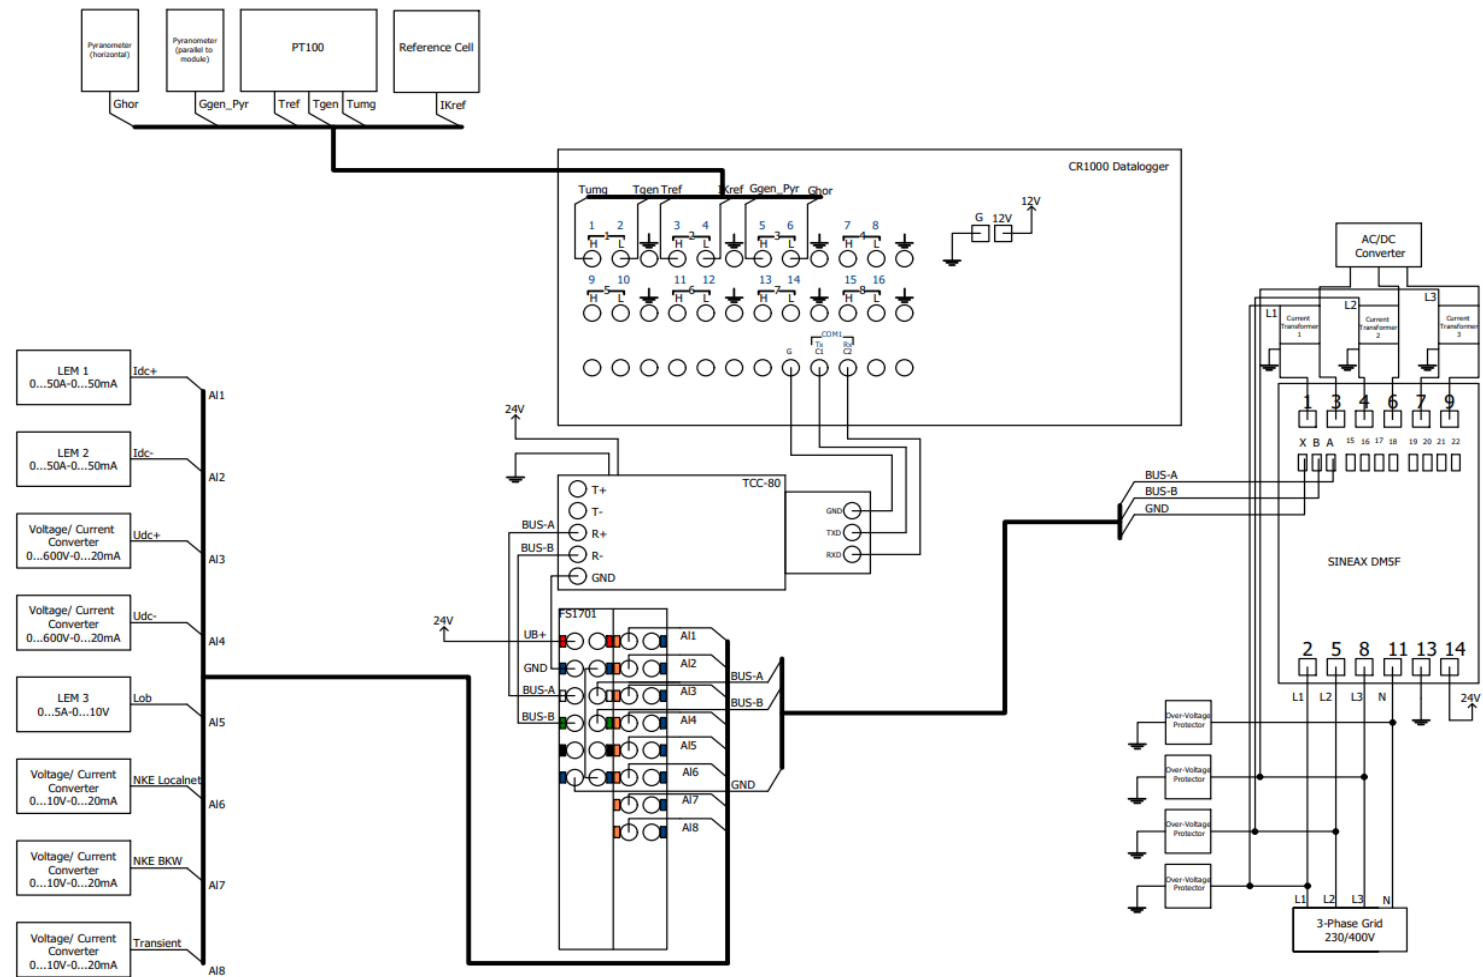 Pyranometer
(horizontal)
Pyranometer
(parallel to
module)
PT100
Reference Cell
Ghor
Ggen_Pyr
Tref
Tgen
Tumg
IKref
CR1000 Datalogger
Tumg
Tgen
Tref
IKref
Ggen_Pyr
Ghor
G
12V
12V
1 2 3 4 5 6 7 8
1 2 3 4
H L H L H L H L
9 10 11 12 13 14 15 16
5 6 7 8
H L H L H L H L
COM1
G
Tx
C1
Rx
C2
AC/DC
Converter
L1
L2
L3
Current
Transformer
1
Current
Transformer
2
Current
Transformer
3
1 3 4 6 7 9
X B A 15 16 17 18 19 20 21 22
SINEAX DM5F
2 5 8 11 13 14
L1 L2 L3 N
24V
BUS-A
BUS-B
GND
LEM 1
0...50A-0...50mA
Idc+
AI1
LEM 2
0...50A-0...50mA
Idc-
AI2
Voltage/ Current
Converter
0...600V-0...20mA
Udc+
AI3
Voltage/ Current
Converter
0...600V-0...20mA
Udc-
AI4
LEM 3
0...5A-0...10V
Lob
AI5
Voltage/ Current
Converter
0...10V-0...20mA
NKE Localnet
AI6
Voltage/ Current
Converter
0...10V-0...20mA
NKE BKW
AI7
Voltage/ Current
Converter
0...10V-0...20mA
Transient
AI8
24V
TCC-80
T+
T-
R+
R-
GND
GND
TXD
RXD
BUS-A
BUS-B
24V
FS1701
UB+
GND
BUS-A
BUS-B
AI1
AI2
AI3
AI4
AI5
AI6
AI7
AI8
BUS-A
BUS-B
GND
Over-Voltage
Protector
Over-Voltage
Protector
Over-Voltage
Protector
Over-Voltage
Protector
L1 L2 L3 N
3-Phase Grid
230/400V